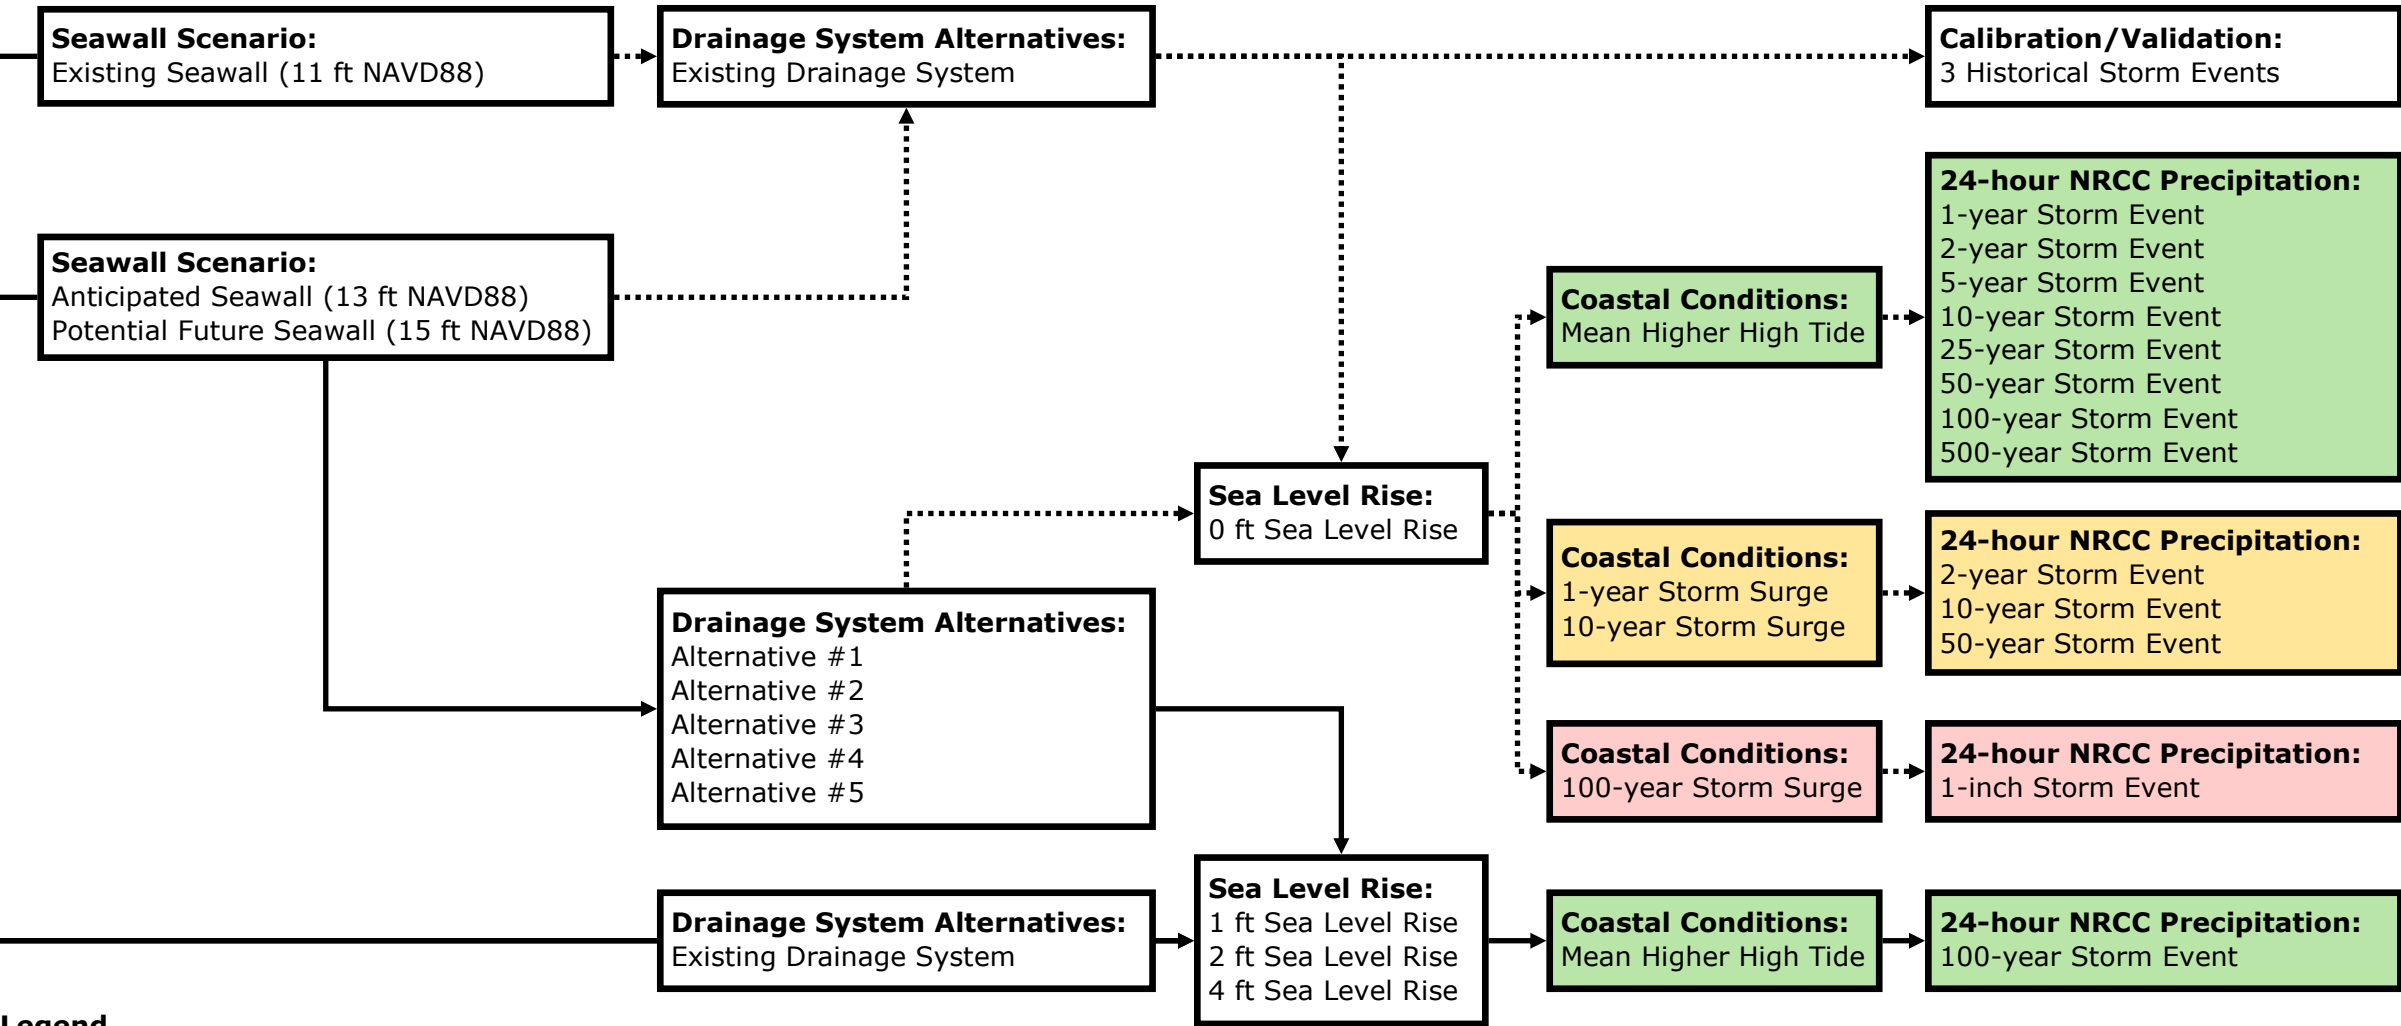 Seawall Scenario:
Existing Seawall (11 ft NAVD88)
Drainage System Alternatives:
Existing Drainage System
Calibration/Validation:
3 Historical Storm Events
Seawall Scenario:
Anticipated Seawall (13 ft NAVD88)
Potential Future Seawall (15 ft NAVD88)
24-hour NRCC Precipitation:
1-year Storm Event
2-year Storm Event
5-year Storm Event
10-year Storm Event
25-year Storm Event
50-year Storm Event
100-year Storm Event
500-year Storm Event
Coastal Conditions:
Mean Higher High Tide
Sea Level Rise:
0 ft Sea Level Rise
Coastal Conditions:
1-year Storm Surge
10-year Storm Surge
24-hour NRCC Precipitation:
2-year Storm Event
10-year Storm Event
50-year Storm Event
Drainage System Alternatives:
Alternative #1
Alternative #2
Alternative #3
Alternative #4
Alternative #5
Coastal Conditions:
100-year Storm Surge
24-hour NRCC Precipitation:
1-inch Storm Event
Drainage System Alternatives:
Existing Drainage System
Sea Level Rise:
1 ft Sea Level Rise
2 ft Sea Level Rise
4 ft Sea Level Rise
Coastal Conditions:
Mean Higher High Tide
24-hour NRCC Precipitation:
100-year Storm Event
Legend